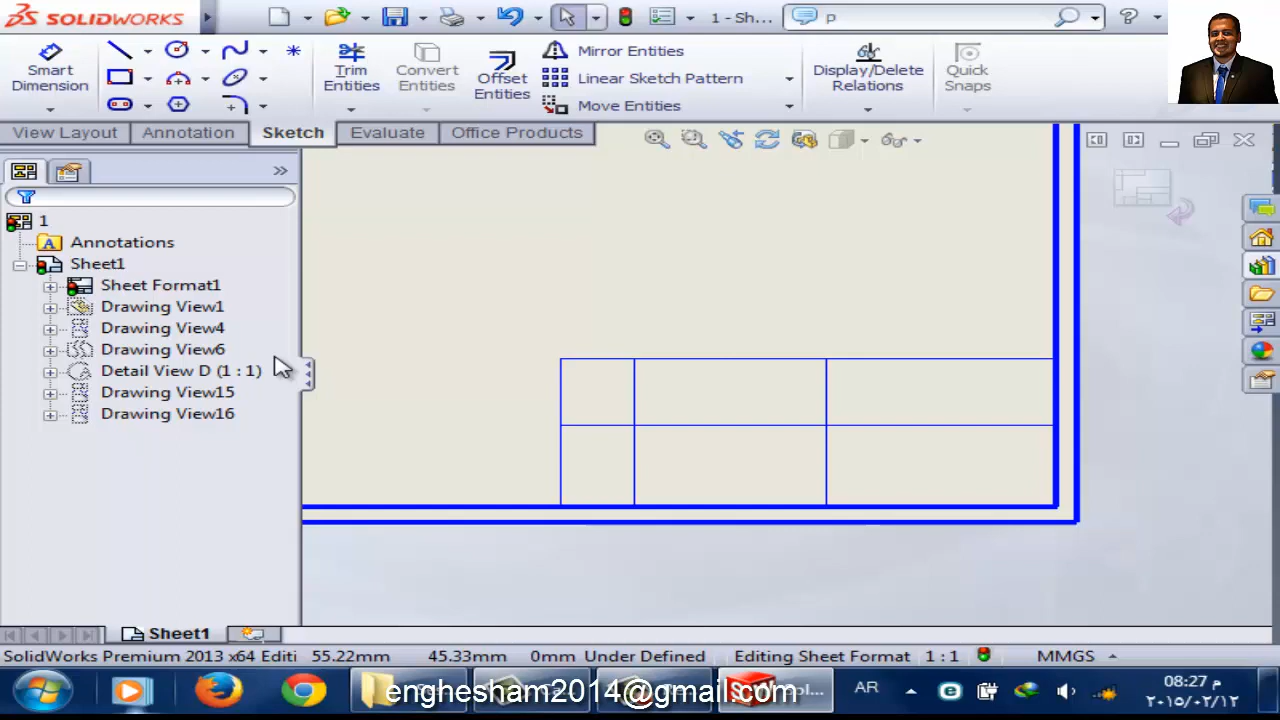 SOLIDWORKS
1 - Sh...
p
?
Smart Dimension
Trim Entities
Convert Entities
Offset Entities
Mirror Entities
Linear Sketch Pattern
Move Entities
Display/Delete Relations
Quick Snaps
View Layout
Annotation
Sketch
Evaluate
Office Products
1
A Annotations
Sheet1
Sheet Format1
Drawing View1
Drawing View4
Drawing View6
Detail View D (1 : 1)
Drawing View15
Drawing View16
Sheet1
SolidWorks Premium 2013 x64 Editi
55.22mm
45.33mm
0mm
Under Defined
Editing Sheet Format
1 : 1
MMGS
enghesham2014@gmail.com
AR
08:27 م
٢٠١٥/٠٢/١٢